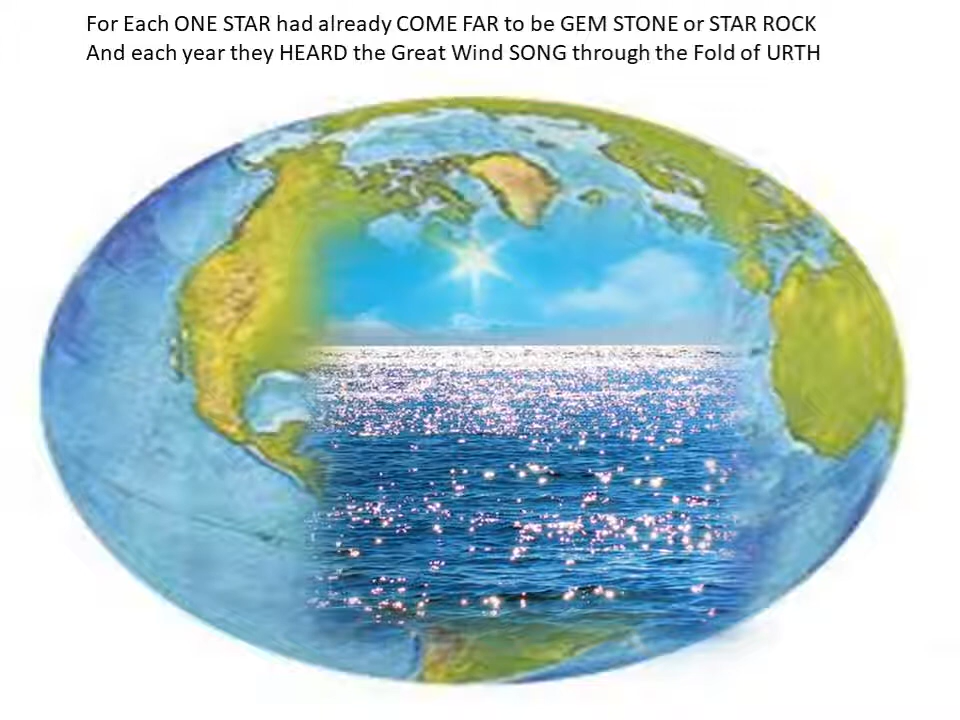 For Each ONE STAR had already COME FAR to be GEM STONE or STAR ROCK
And each year they HEARD the Great Wind SONG through the Fold of URTH